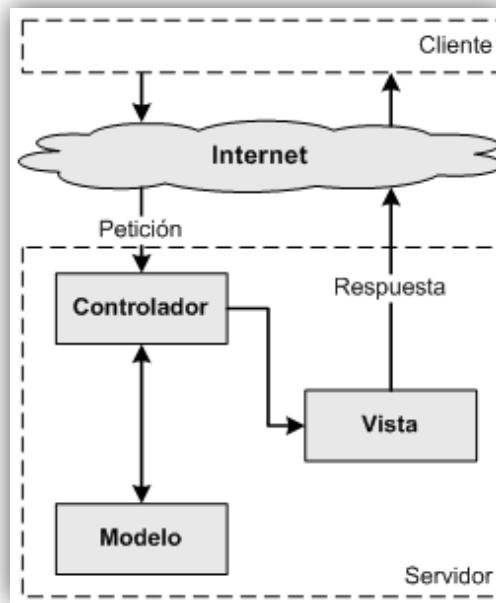 Cliente
Internet
Petición
Controlador
Respuesta
Vista
Modelo
Servidor